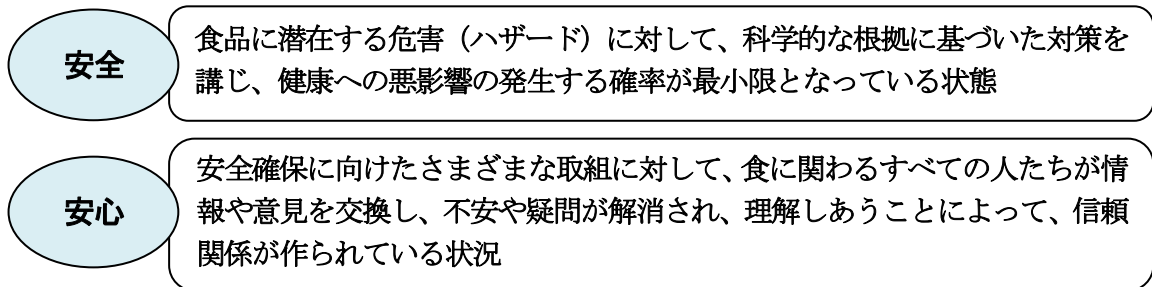 安全
食品に潜在する危害（ハザード）に対して、科学的な根拠に基づいた対策を
講じ、健康への悪影響の発生する確率が最小限となっている状態
安心
安全確保に向けたさまざまな取組に対して、食に関わるすべての人たちが情
報や意見を交換し、不安や疑問が解消され、理解しあうことによって、信頼
関係が作られている状況